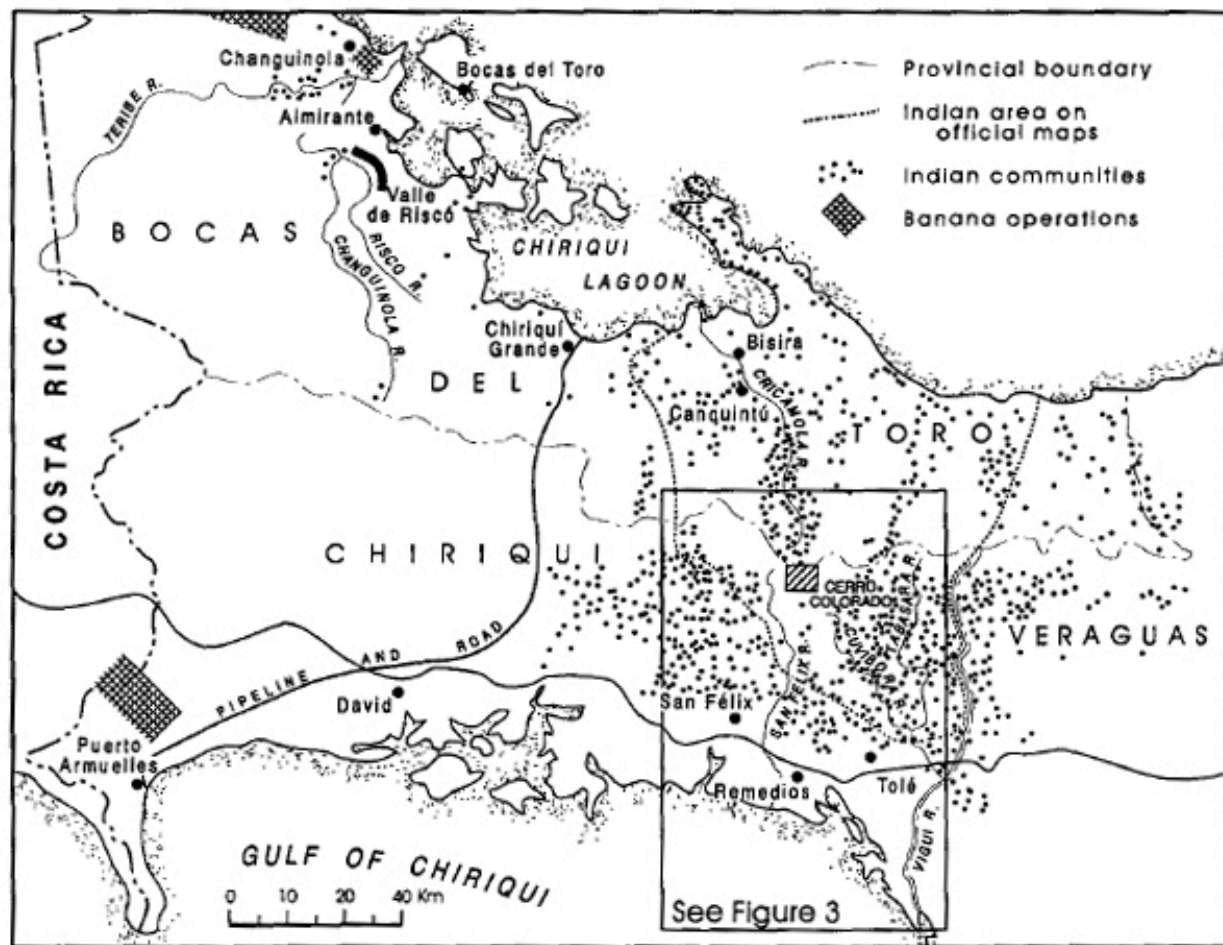 Changuinola
Bocas del Toro
TERIBE R.
Almirante
Valle
de Riscó
BOCAS
RISCO R.
CHANGUINOLA R.
CHIRIQUI
LAGOON
COSTA RICA
Chiriquí
Grande
DEL
Bisira
Canquintú
CRICAMOLA R.
TORO
CHIRIQUI
CERRO
COLORADO
TABASARA R.
CUVIBORA R.
VERAGUAS
PIPELINE AND ROAD
David
San Félix
SAN FELIX R.
Puerto
Armuelles
Remedios
Tolé
VIGUI R.
GULF OF CHIRIQUI
0 20 40 Km
See Figure 3
Provincial boundary
Indian area on
official maps
Indian communities
Banana operations